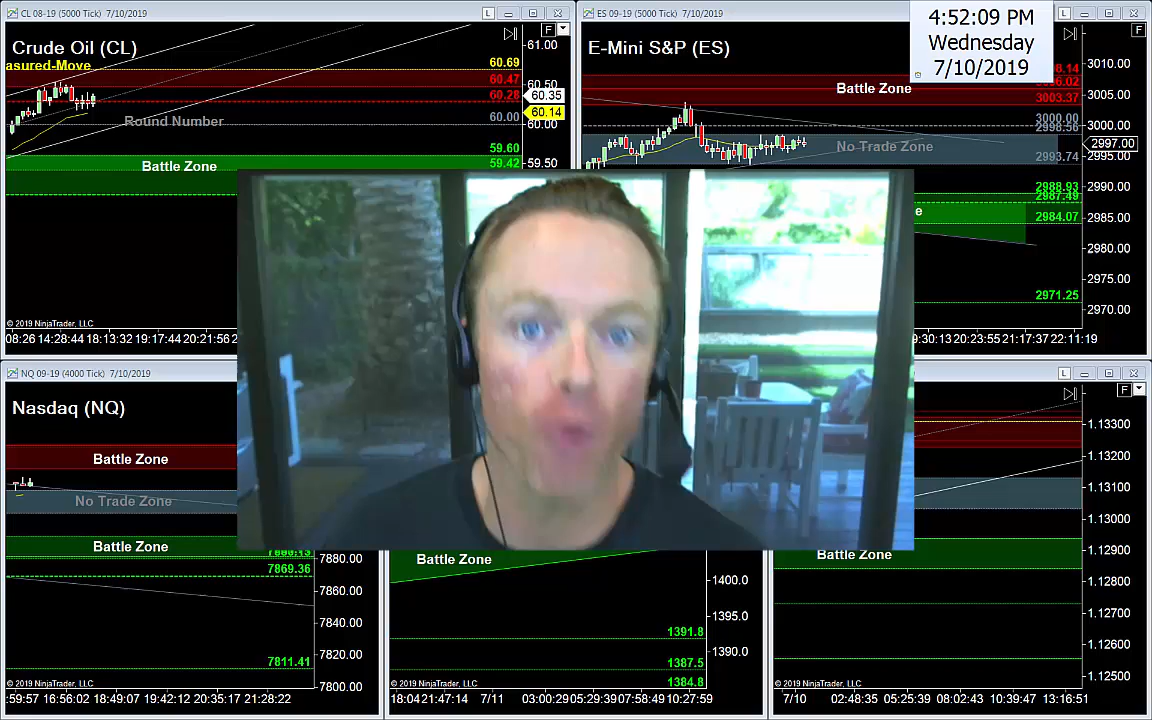 CL 08-19 (5000 Tick) 7/10/2019
L
F
Crude Oil (CL)
asured-Move
61.00
60.69
60.50
60.47
60.35
60.28
60.14
60.00
60.00
Round Number
59.60
59.50
59.42
Battle Zone
© 2019 NinjaTrader, LLC
08:26 14:28:44 18:13:32 19:17:44 20:21:56
ES 09-19 (5000 Tick) 7/10/2019
L
F
E-Mini S&P (ES)
4:52:09 PM
Wednesday
7/10/2019
3010.00
Battle Zone
3005.00
3003.37
3000.00
3000.00
2998.56
2997.00
No Trade Zone
2995.00
2993.74
2990.00
2988.93
2987.49
2985.00
2984.07
2980.00
2975.00
2971.25
2970.00
9:30:13 20:23:55 21:17:37 22:11:19
NQ 09-19 (4000 Tick) 7/10/2019
Nasdaq (NQ)
Battle Zone
No Trade Zone
Battle Zone
7880.00
7869.36
7860.00
7840.00
7820.00
7811.41
7800.00
© 2019 NinjaTrader, LLC
:59:57 16:56:02 18:49:07 19:42:12 20:35:17 21:28:22
Battle Zone
1400.0
1395.0
1391.8
1390.0
1387.5
1384.8
© 2019 NinjaTrader, LLC
18:04 21:47:14 7/11 03:00:29 05:29:39 07:58:49 10:27:59
L
F
1.13300
1.13200
1.13100
1.13000
1.12900
Battle Zone
1.12800
1.12700
1.12600
1.12500
© 2019 NinjaTrader, LLC
7/10 02:48:35 05:25:39 08:02:43 10:39:47 13:16:51